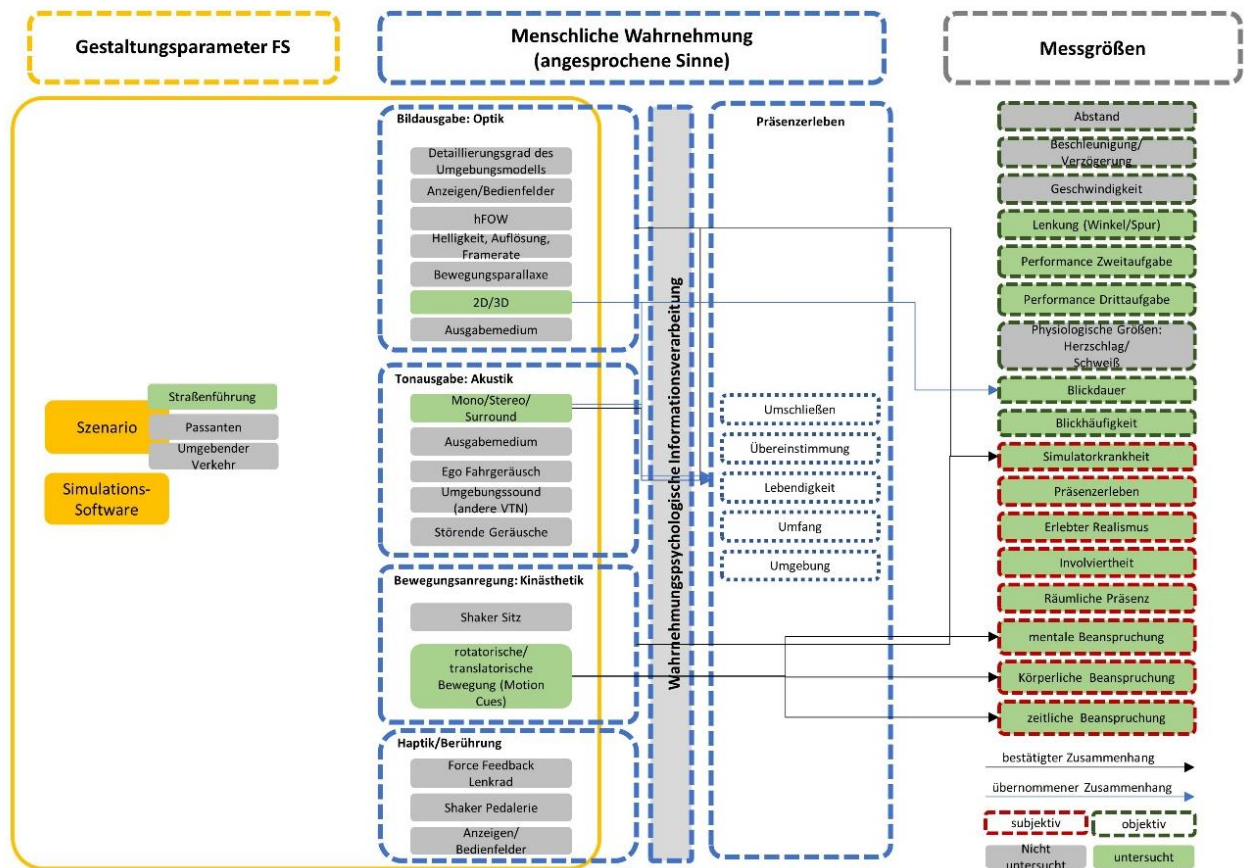 Gestaltungsparameter FS
Menschliche Wahrnehmung
(angesprochene Sinne)
Messgrößen
Bildausgabe: Optik
Detaillierungsgrad des
Umgebungsmodells
Anzeigen/Bedienfelder
hFOW
Helligkeit, Auflösung,
Framerate
Bewegungsparallaxe
2D/3D
Ausgabemedium
Tonausgabe: Akustik
Mono/Stereo/
Surround
Ausgabemedium
Ego Fahrgeräusch
Umgebungssound
(andere VTN)
Störende Geräusche
Bewegungsanregung: Kinästhetik
Shaker Sitz
rotatorische/
translatorische
Bewegung (Motion
Cues)
Haptik/Berührung
Force Feedback
Lenkrad
Shaker Pedalerie
Anzeigen/
Bedienfelder
Szenario
Straßenführung
Passanten
Umgebender
Verkehr
Simulations-
Software
Wahrnehmungspsychologische Informationsverarbeitung
Präsenzerleben
Umschließen
Übereinstimmung
Lebendigkeit
Umfang
Umgebung
Abstand
Beschleunigung/
Verzögerung
Geschwindigkeit
Lenkung (Winkel/Spur)
Performance Zweitaufgabe
Performance Drittaufgabe
Physiologische Größen:
Herzschlag/
Schweiß
Blickdauer
Blickhäufigkeit
Simulatorkrankheit
Präsenzerleben
Erlebter Realismus
Involviertheit
Räumliche Präsenz
mentale Beanspruchung
Körperliche Beanspruchung
zeitliche Beanspruchung
bestätigter Zusammenhang
übernommener Zusammenhang
subjektiv
objektiv
Nicht
untersucht
untersucht